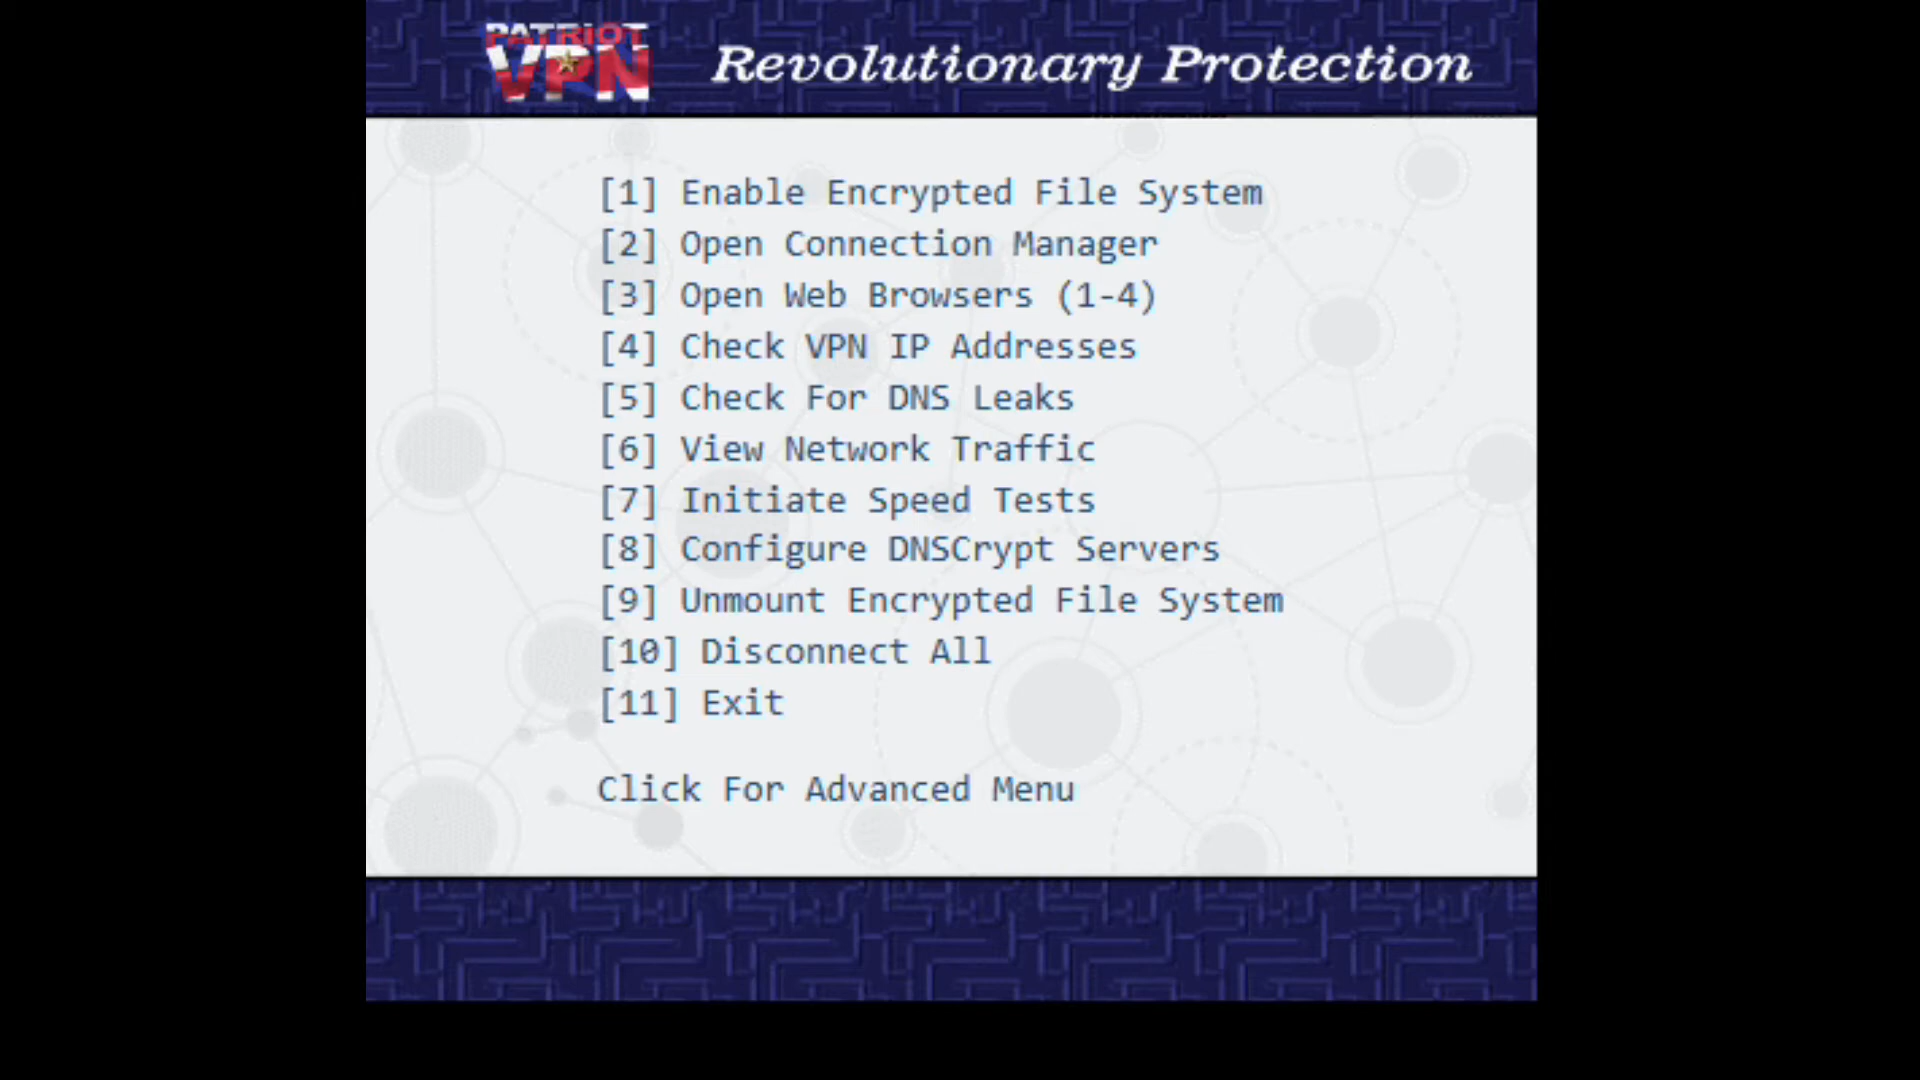 PATRIOT
VPN
Revolutionary Protection
[1] Enable Encrypted File System
[2] Open Connection Manager
[3] Open Web Browsers (1-4)
[4] Check VPN IP Addresses
[5] Check For DNS Leaks
[6] View Network Traffic
[7] Initiate Speed Tests
[8] Configure DNSCrypt Servers
[9] Unmount Encrypted File System
[10] Disconnect All
[11] Exit
Click For Advanced Menu